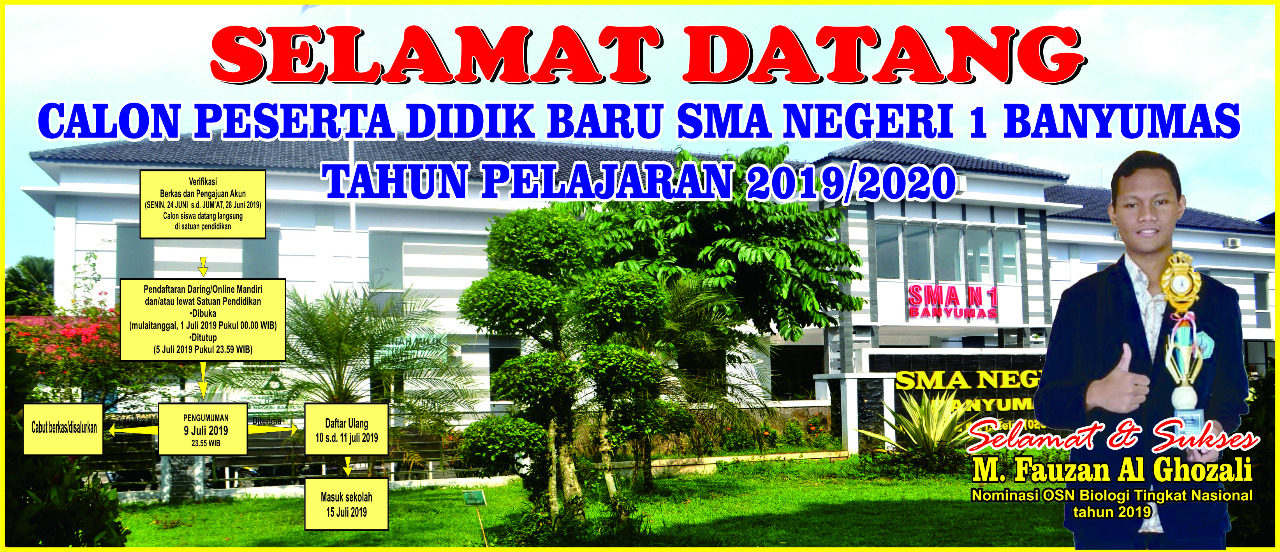 SELAMAT DATANG
CALON PESERTA DIDIK BARU SMA NEGERI 1 BANYUMAS
TAHUN PELAJARAN 2019/2020
Verifikasi
Berkas dan Pengajuan Akun
(SENIN, 24 JUNI s.d. JUM'AT, 28 Juni 2019)
Calon siswa datang langsung
di satuan pendidikan
Pendaftaran Daring/Online Mandiri
dan/atau lewat Satuan Pendidikan
•Dibuka
(mulaitanggal, 1 Juli 2019 Pukul 00.00 WIB)
•Ditutup
(5 Juli 2019 Pukul 23.59 WIB)
Cabut berkas/disalurkan
PENGUMUMAN
9 Juli 2019
23.55 WIB
Diterima
Daftar Ulang
10 s.d. 11 juli 2019
Masuk sekolah
15 Juli 2019
SMA N 1
BANYUMAS
SMA NEG
BANYUMA
Selamat & Sukses
M. Fauzan Al Ghozali
Nominasi OSN Biologi Tingkat Nasional
tahun 2019